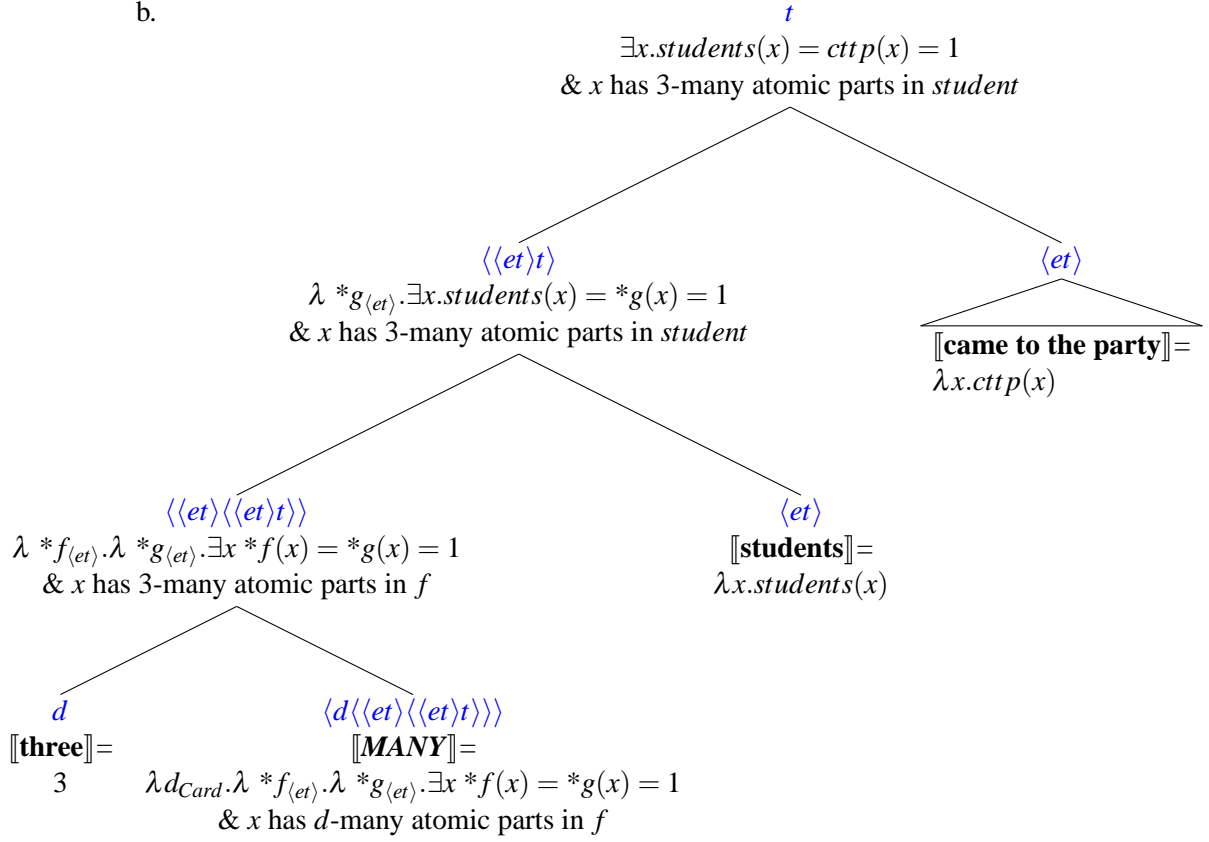 b.
t
∃x.students(x) = cttp(x) = 1
& x has 3-many atomic parts in student
⟨⟨et⟩t⟩
λ *g⟨et⟩.∃x.students(x) = *g(x) = 1
& x has 3-many atomic parts in student
⟨et⟩
⟦came to the party⟧=
λx.cttp(x)
⟨⟨et⟩⟨⟨et⟩t⟩⟩
λ *f⟨et⟩.λ *g⟨et⟩.∃x *f(x) = *g(x) = 1
& x has 3-many atomic parts in f
⟨et⟩
⟦students⟧=
λx.students(x)
d
⟦three⟧=
3
⟨d⟨⟨et⟩⟨⟨et⟩t⟩⟩⟩
⟦MANY⟧=
λd_Card.λ *f⟨et⟩.λ *g⟨et⟩.∃x *f(x) = *g(x) = 1
& x has d-many atomic parts in f